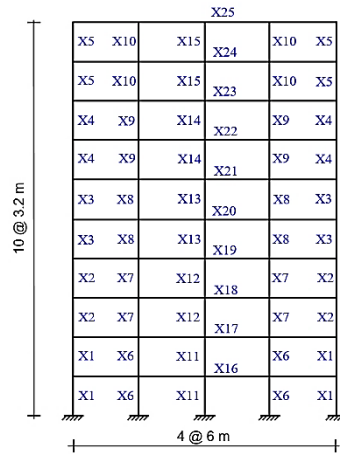 X25
X5 X10 X15 X10 X5
X24
X5 X10 X15 X10 X5
X23
X4 X9 X14 X9 X4
X22
X4 X9 X14 X9 X4
X21
X3 X8 X13 X8 X3
X20
X3 X8 X13 X8 X3
X19
X2 X7 X12 X7 X2
X18
X2 X7 X12 X7 X2
X17
X1 X6 X11 X6 X1
X16
X1 X6 X11 X6 X1
10 @ 3.2 m
4 @ 6 m